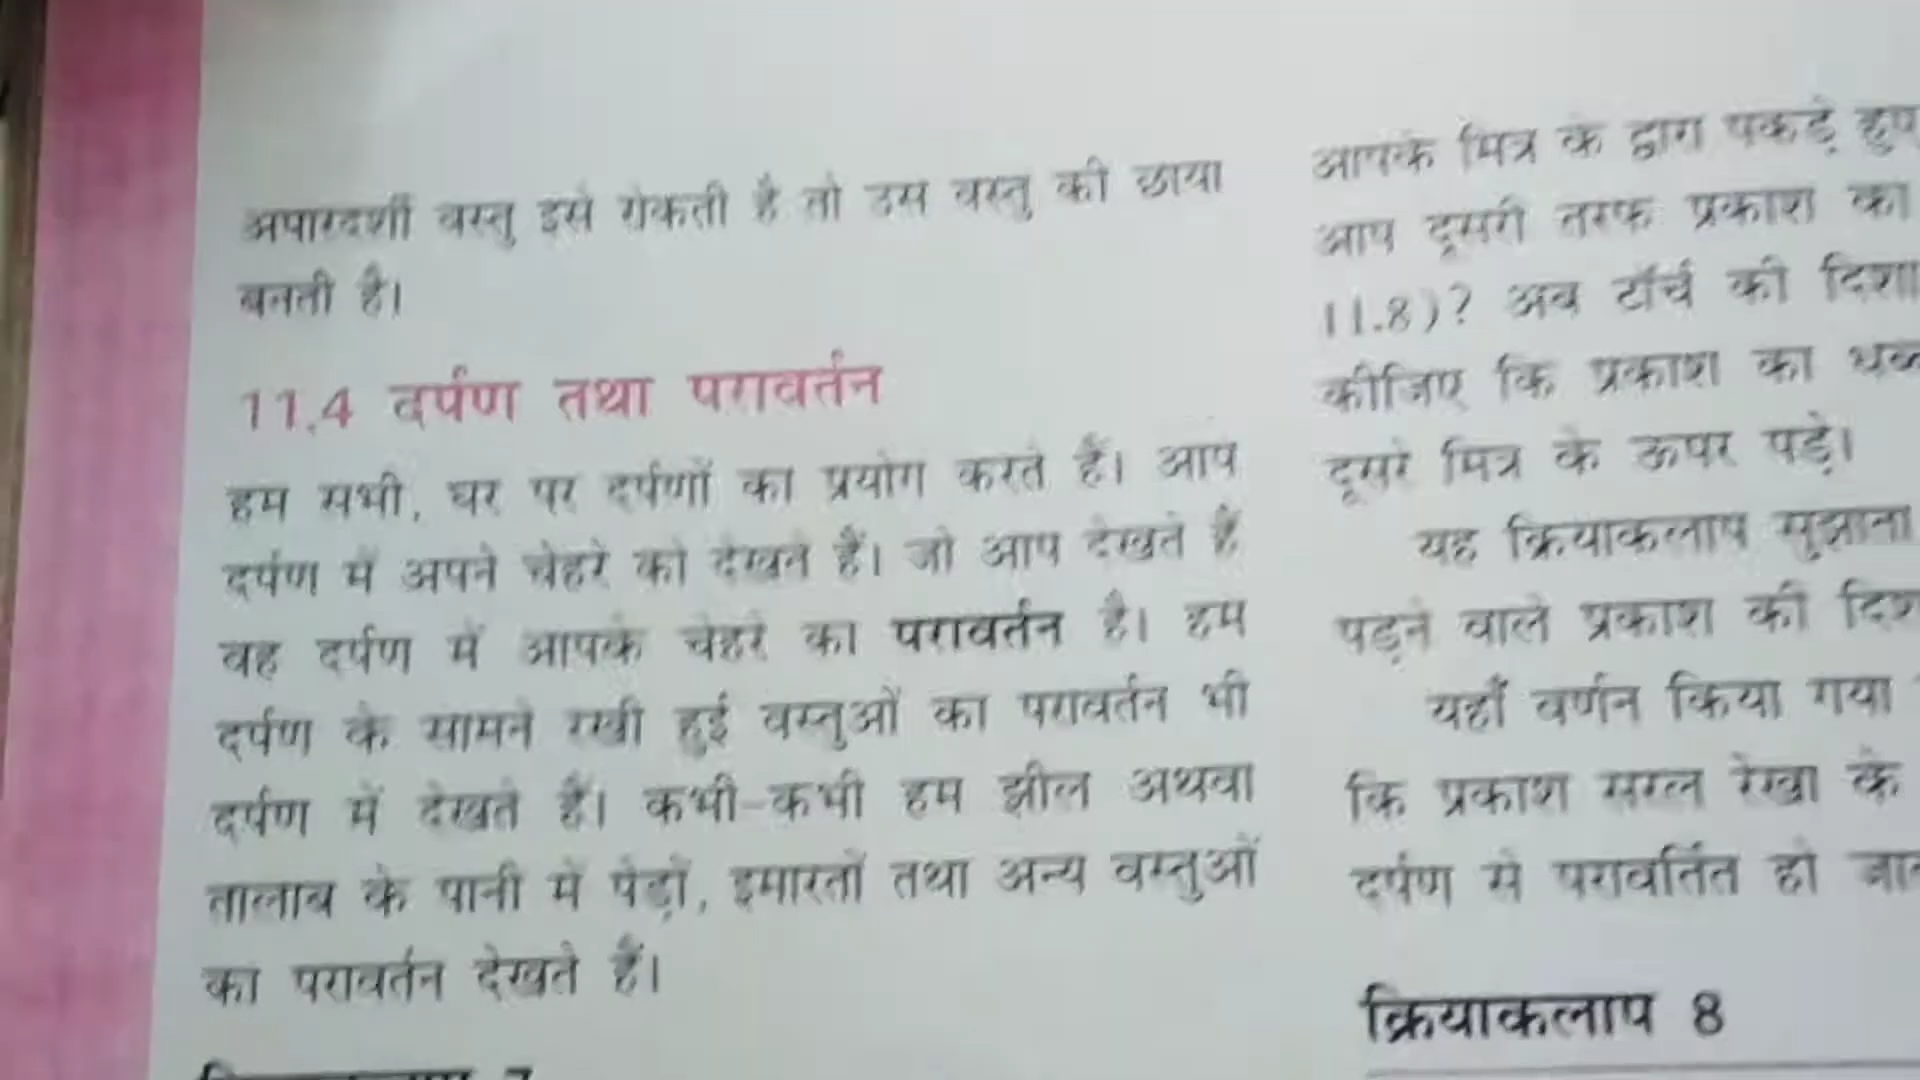 अपारदर्शी वस्तु इसे रोकती है तो उस वस्तु की छाया
बनती है।
11.4 दर्पण तथा परावर्तन
हम सभी, घर पर दर्पणों का प्रयोग करते हैं। आप
दर्पण में अपने चेहरे को देखते हैं। जो आप देखते हैं
वह दर्पण में आपके चेहरे का परावर्तन है। हम
दर्पण के सामने रखी हुई वस्तुओं का परावर्तन भी
दर्पण में देखते हैं। कभी-कभी हम झील अथवा
तालाब के पानी में पेड़ों, इमारतों तथा अन्य वस्तुओं
का परावर्तन देखते हैं।
आपके मित्र के द्वारा पकड़े हुए
आप दूसरी तरफ प्रकाश का
11.8)? अब टॉर्च की दिशा
कीजिए कि प्रकाश का
दूसरे मित्र के ऊपर पड़े।
यह क्रियाकलाप सुझाता
पड़ने वाले प्रकाश की
यहाँ वर्णन किया गया
कि प्रकाश सरल रेखा के
दर्पण से परावर्तित हो
क्रियाकलाप 8